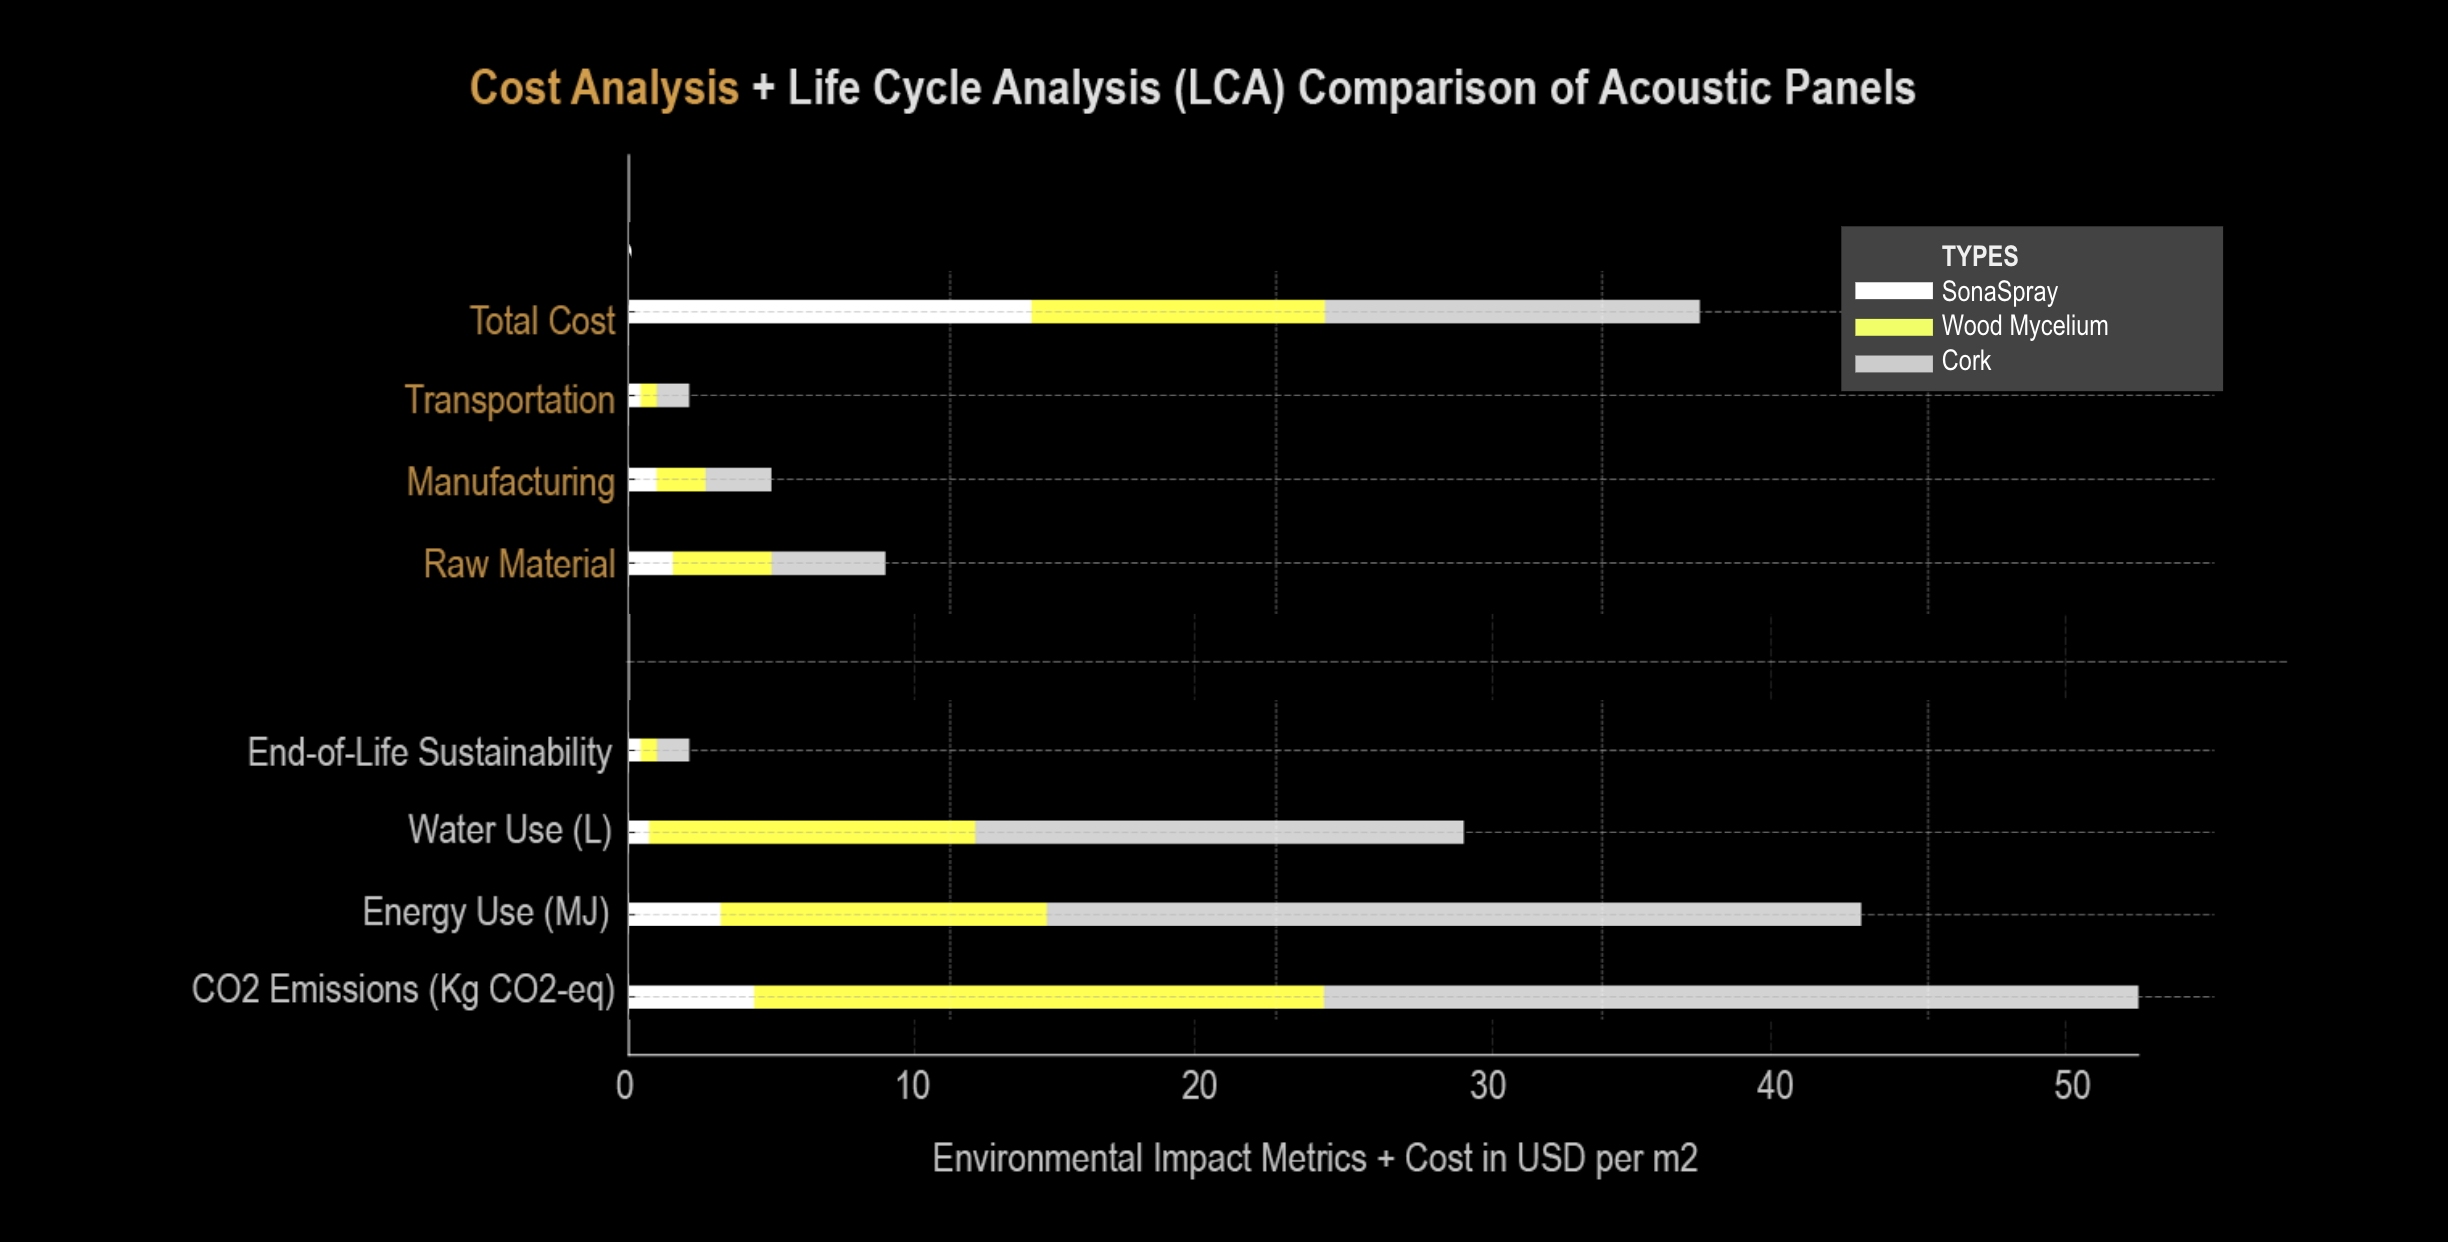 Cost Analysis + Life Cycle Analysis (LCA) Comparison of Acoustic Panels
TYPES
SonaSpray
Wood Mycelium
Cork
Total Cost
Transportation
Manufacturing
Raw Material
End-of-Life Sustainability
Water Use (L)
Energy Use (MJ)
CO2 Emissions (Kg CO2-eq)
0 10 20 30 40 50
Environmental Impact Metrics + Cost in USD per m2